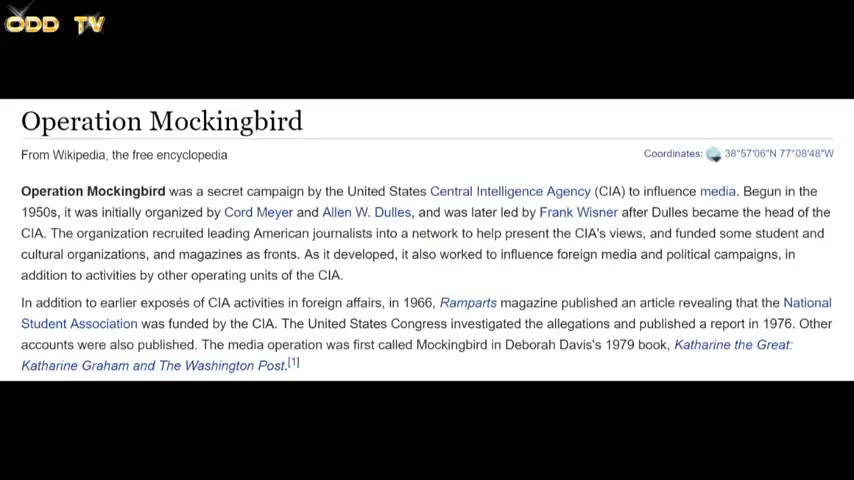 ODD TV
Operation Mockingbird
From Wikipedia, the free encyclopedia
Coordinates: 38°57′06″N 77°08′48″W
Operation Mockingbird was a secret campaign by the United States Central Intelligence Agency (CIA) to influence media. Begun in the
1950s, it was initially organized by Cord Meyer and Allen W. Dulles, and was later led by Frank Wisner after Dulles became the head of the
CIA. The organization recruited leading American journalists into a network to help present the CIA's views, and funded some student and
cultural organizations, and magazines as fronts. As it developed, it also worked to influence foreign media and political campaigns, in
addition to activities by other operating units of the CIA.
In addition to earlier exposés of CIA activities in foreign affairs, in 1966, Ramparts magazine published an article revealing that the National
Student Association was funded by the CIA. The United States Congress investigated the allegations and published a report in 1976. Other
accounts were also published. The media operation was first called Mockingbird in Deborah Davis's 1979 book, Katharine the Great:
Katharine Graham and The Washington Post.[1]